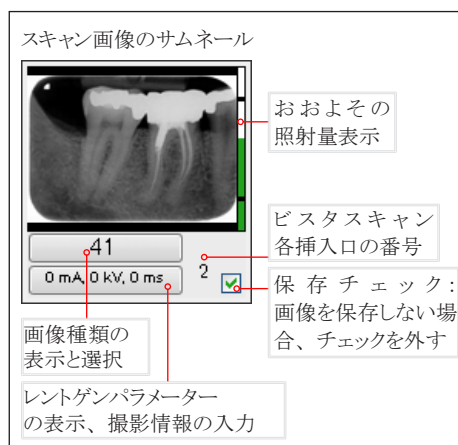 スキャン画像のサムネール
おおよその
照射量表示
41
ビスタスキャン
各挿入口の番号
0 mA, 0 kV, 0 ms
2
保存チェック:
画像を保存しない場
合、チェックを外す
画像種類の
表示と選択
レントゲンパラメーター
の表示、撮影情報の入力